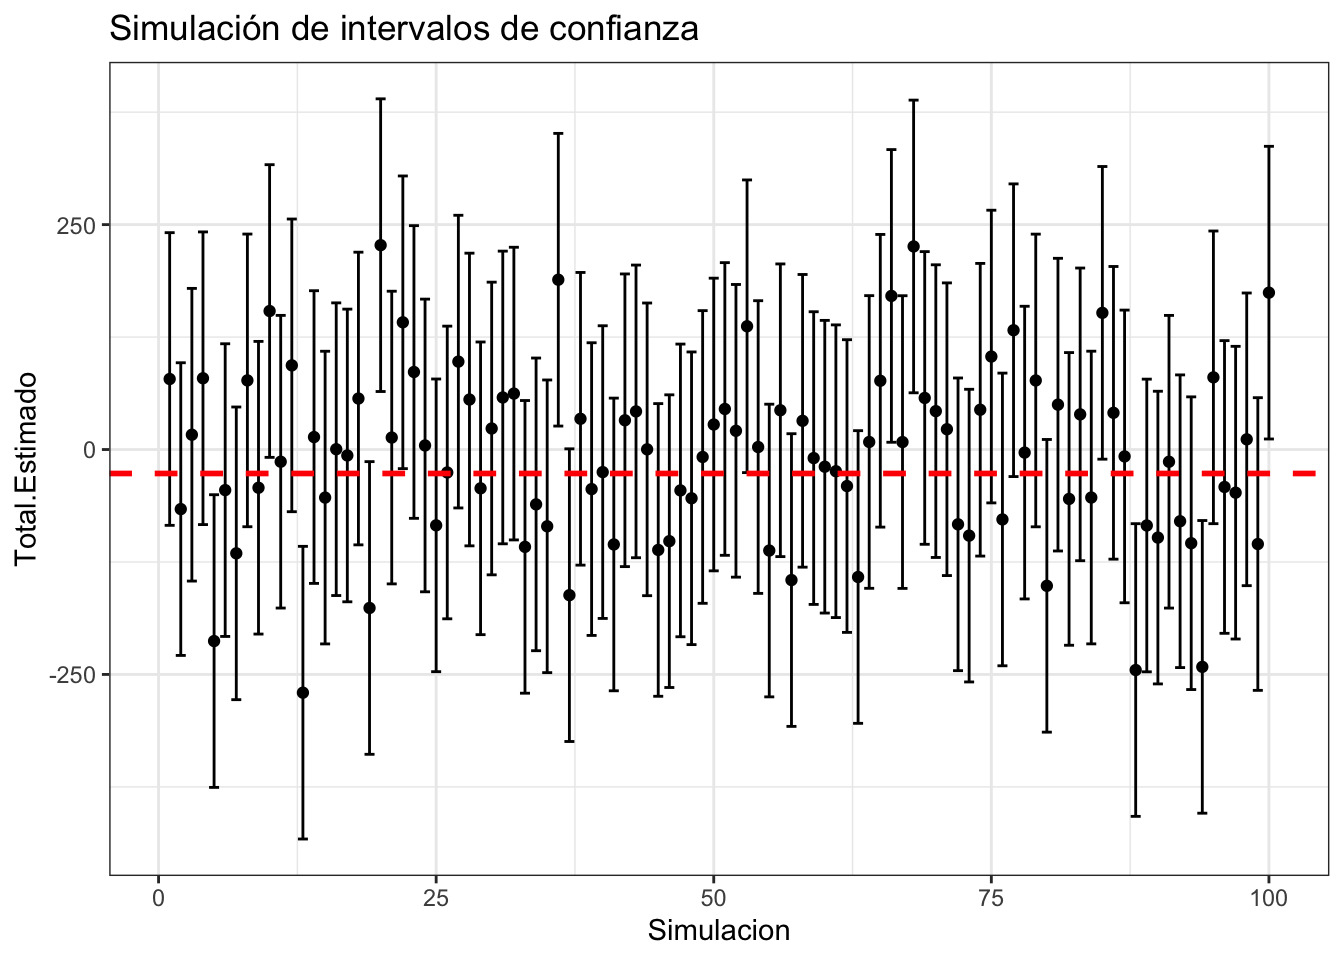 Simulación de intervalos de confianza
Total.Estimado
250
0
-250
0
25
50
75
100
Simulacion